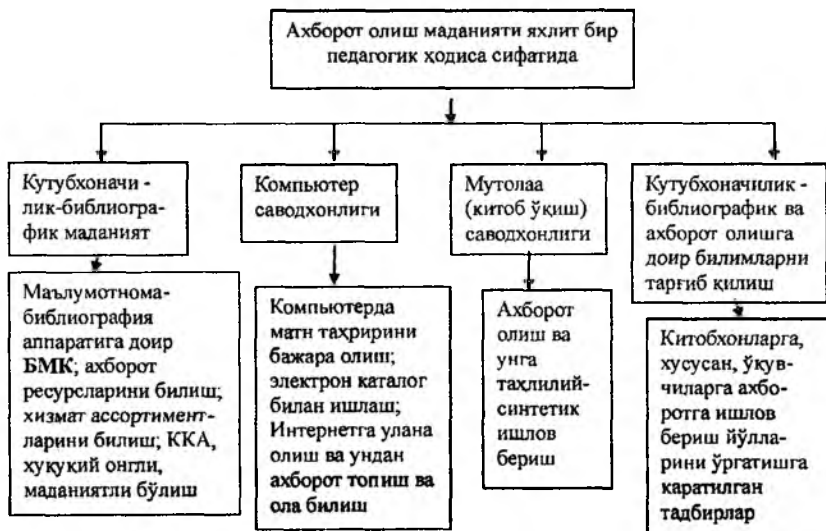 Ахборот олиш маданияти яхлит бир
педагогик ҳодиса сифатида
Кутубхоначи -
лик-библиогра-
фик маданият
Компьютер
саводхонлиги
Мутолаа
(китоб ўқиш)
саводхонлиги
Кутубхоначилик -
библиографик ва
ахборот олишга
доир билимларни
тарғиб қилиш
Маълумотнома-
библиография
аппаратига доир
БМК; ахборот
ресурсларини билиш;
хизмат ассортимент-
ларини билиш; ККА,
хуқукий онгли,
маданиятли бўлиш
Компьютерда
матн таҳририни
бажара олиш;
электрон каталог
билан ишлаш;
Интернетга улана
олиш ва ундан
ахборот топиш ва
ола билиш
Ахборот
олиш ва
унга
таҳлилий-
синтетик
ишлов
бериш
Китобхонларга,
хусусан, ўқув-
чиларга ахбо-
ротга ишлов
бериш йўлла-
рини ўргатишга
каратилган
тадбирлар